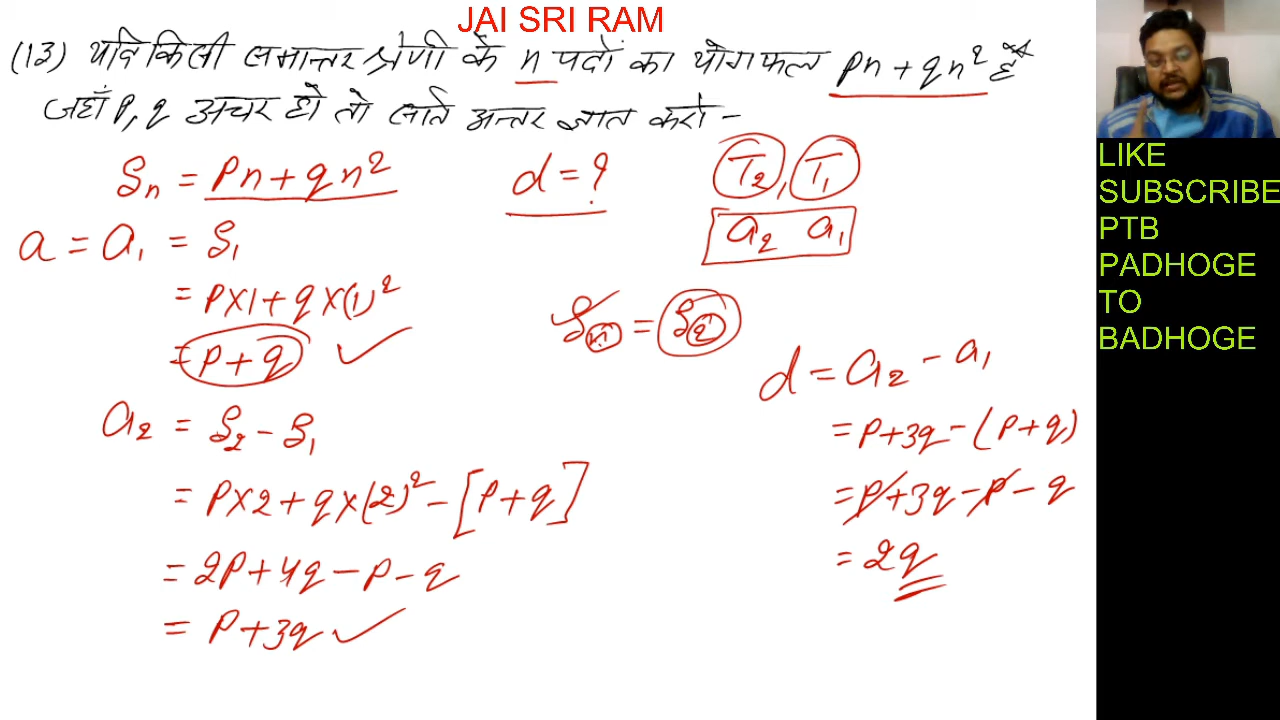 JAI SRI RAM
(13) यदि किसी समान्तर श्रेणी के n पदों का योगफल pn + qn² है
जहाँ p, q अचर हो तो सार्व अन्तर ज्ञात करो -
Sn = Pn + qn²
d = ?
T₂, T₁
a₂ a₁
a = a₁ = S₁
= P×1 + q×(1)²
= P + q ✓
a₂ = S₂ - S₁
= P×2 + q×(2)² - [P + q]
= 2P + 4q - P - q
= P + 3q ✓
d = a₂ - a₁
= P + 3q - (P + q)
= P + 3q - P - q
= 2q
LIKE
SUBSCRIBE
PTB
PADHOGE
TO
BADHOGE